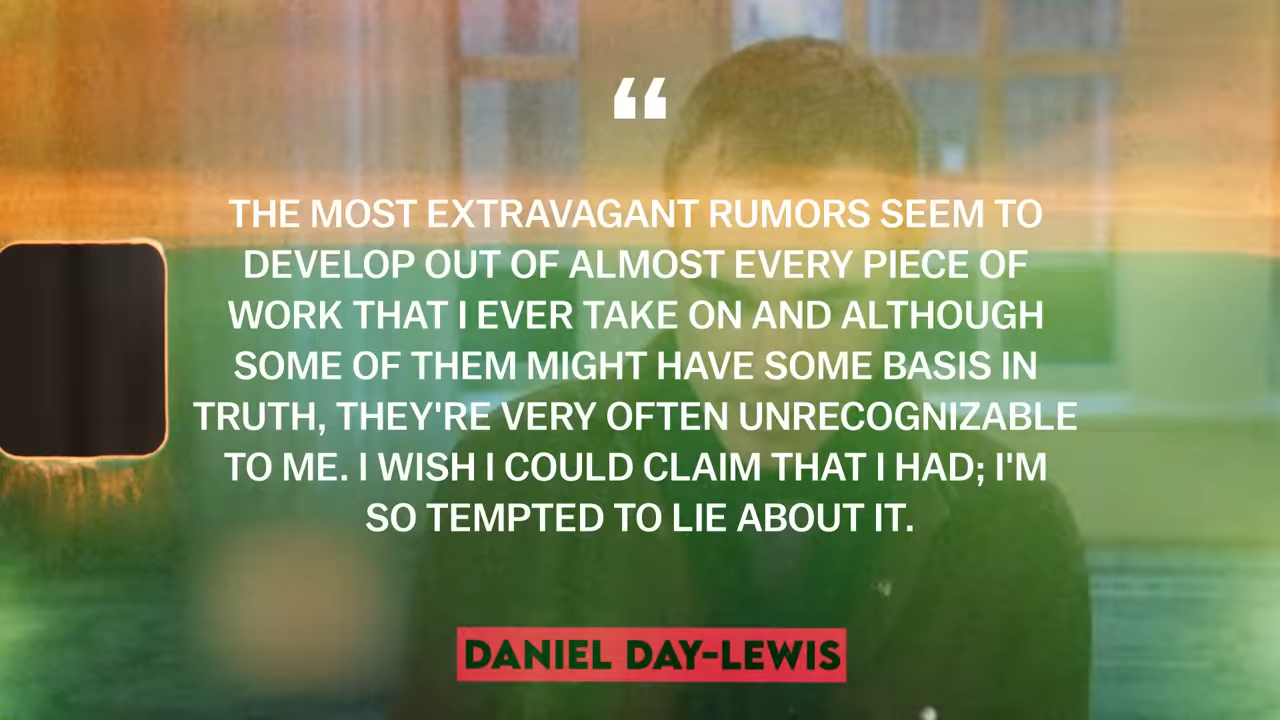 “
THE MOST EXTRAVAGANT RUMORS SEEM TO
DEVELOP OUT OF ALMOST EVERY PIECE OF
WORK THAT I EVER TAKE ON AND ALTHOUGH
SOME OF THEM MIGHT HAVE SOME BASIS IN
TRUTH, THEY'RE VERY OFTEN UNRECOGNIZABLE
TO ME. I WISH I COULD CLAIM THAT I HAD; I'M
SO TEMPTED TO LIE ABOUT IT.
DANIEL DAY-LEWIS